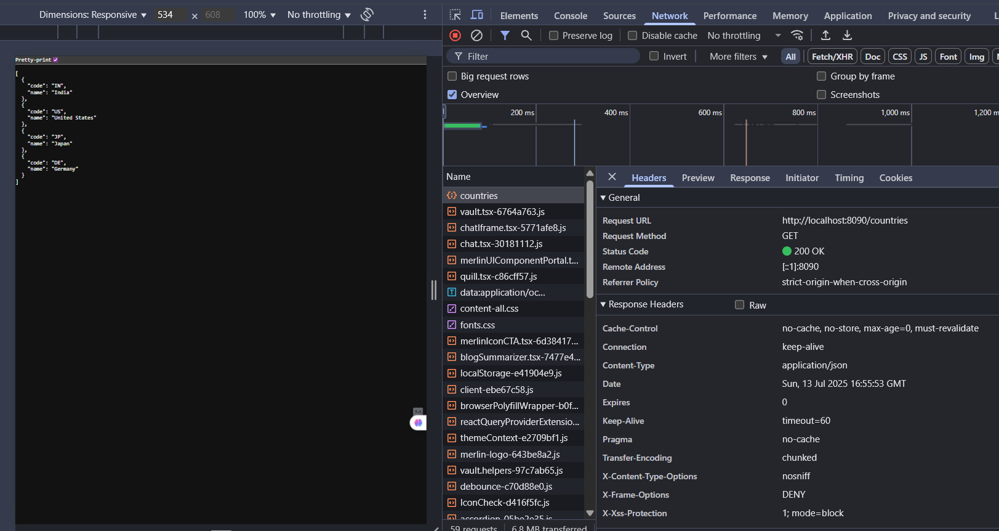 Dimensions: Responsive ▼ 534 × 608 100% ▼ No throttling ▼
Pretty-print
[
  {
    "code": "IN",
    "name": "India"
  },
  {
    "code": "US",
    "name": "United States"
  },
  {
    "code": "JP",
    "name": "Japan"
  },
  {
    "code": "DE",
    "name": "Germany"
  }
]
Elements Console Sources Network Performance Memory Application Privacy and security L
Preserve log Disable cache No throttling
Filter Invert More filters ▼ All Fetch/XHR Doc CSS JS Font Img
Big request rows Group by frame
Overview Screenshots
200 ms 400 ms 600 ms 800 ms 1,000 ms 1,200 m
Name
countries
vault.tsx-6764a763.js
chatIframe.tsx-5771afe8.js
chat.tsx-30181112.js
merlinUIComponentPortal.t...
quill.tsx-c86cff57.js
data:application/oc...
content-all.css
fonts.css
merlinIconCTA.tsx-6d38417...
blogSummarizer.tsx-7477e4...
localStorage-e41904e9.js
client-ebe67c58.js
browserPolyfillWrapper-b0f...
reactQueryProviderExtensio...
themeContext-e2709bf1.js
merlin-logo-643be8a2.js
vault.helpers-97c7ab65.js
debounce-c70d88e0.js
IconCheck-d416f5fc.js
accordion-05be2e35.js
59 requests 6.8 MB transferred
Headers Preview Response Initiator Timing Cookies
▼ General
Request URL http://localhost:8090/countries
Request Method GET
Status Code 200 OK
Remote Address [::1]:8090
Referrer Policy strict-origin-when-cross-origin
▼ Response Headers Raw
Cache-Control no-cache, no-store, max-age=0, must-revalidate
Connection keep-alive
Content-Type application/json
Date Sun, 13 Jul 2025 16:55:53 GMT
Expires 0
Keep-Alive timeout=60
Pragma no-cache
Transfer-Encoding chunked
X-Content-Type-Options nosniff
X-Frame-Options DENY
X-Xss-Protection 1; mode=block